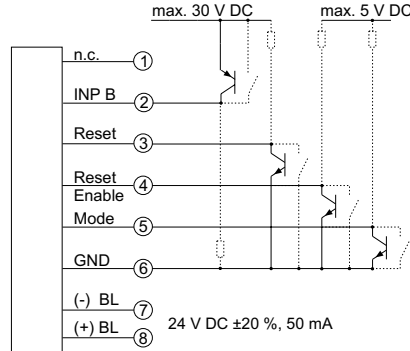 max. 30 V DC max. 5 V DC
n.c. 1
INP B 2
Reset 3
Reset 4
Enable
Mode 5
GND 6
(-) BL 7
(+) BL 8
24 V DC ±20 %, 50 mA